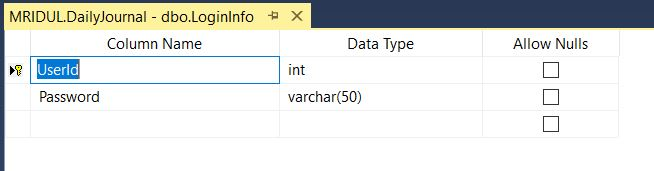 MRIDUL.DailyJournal - dbo.LoginInfo
Column Name Data Type Allow Nulls
UserId int
Password varchar(50)